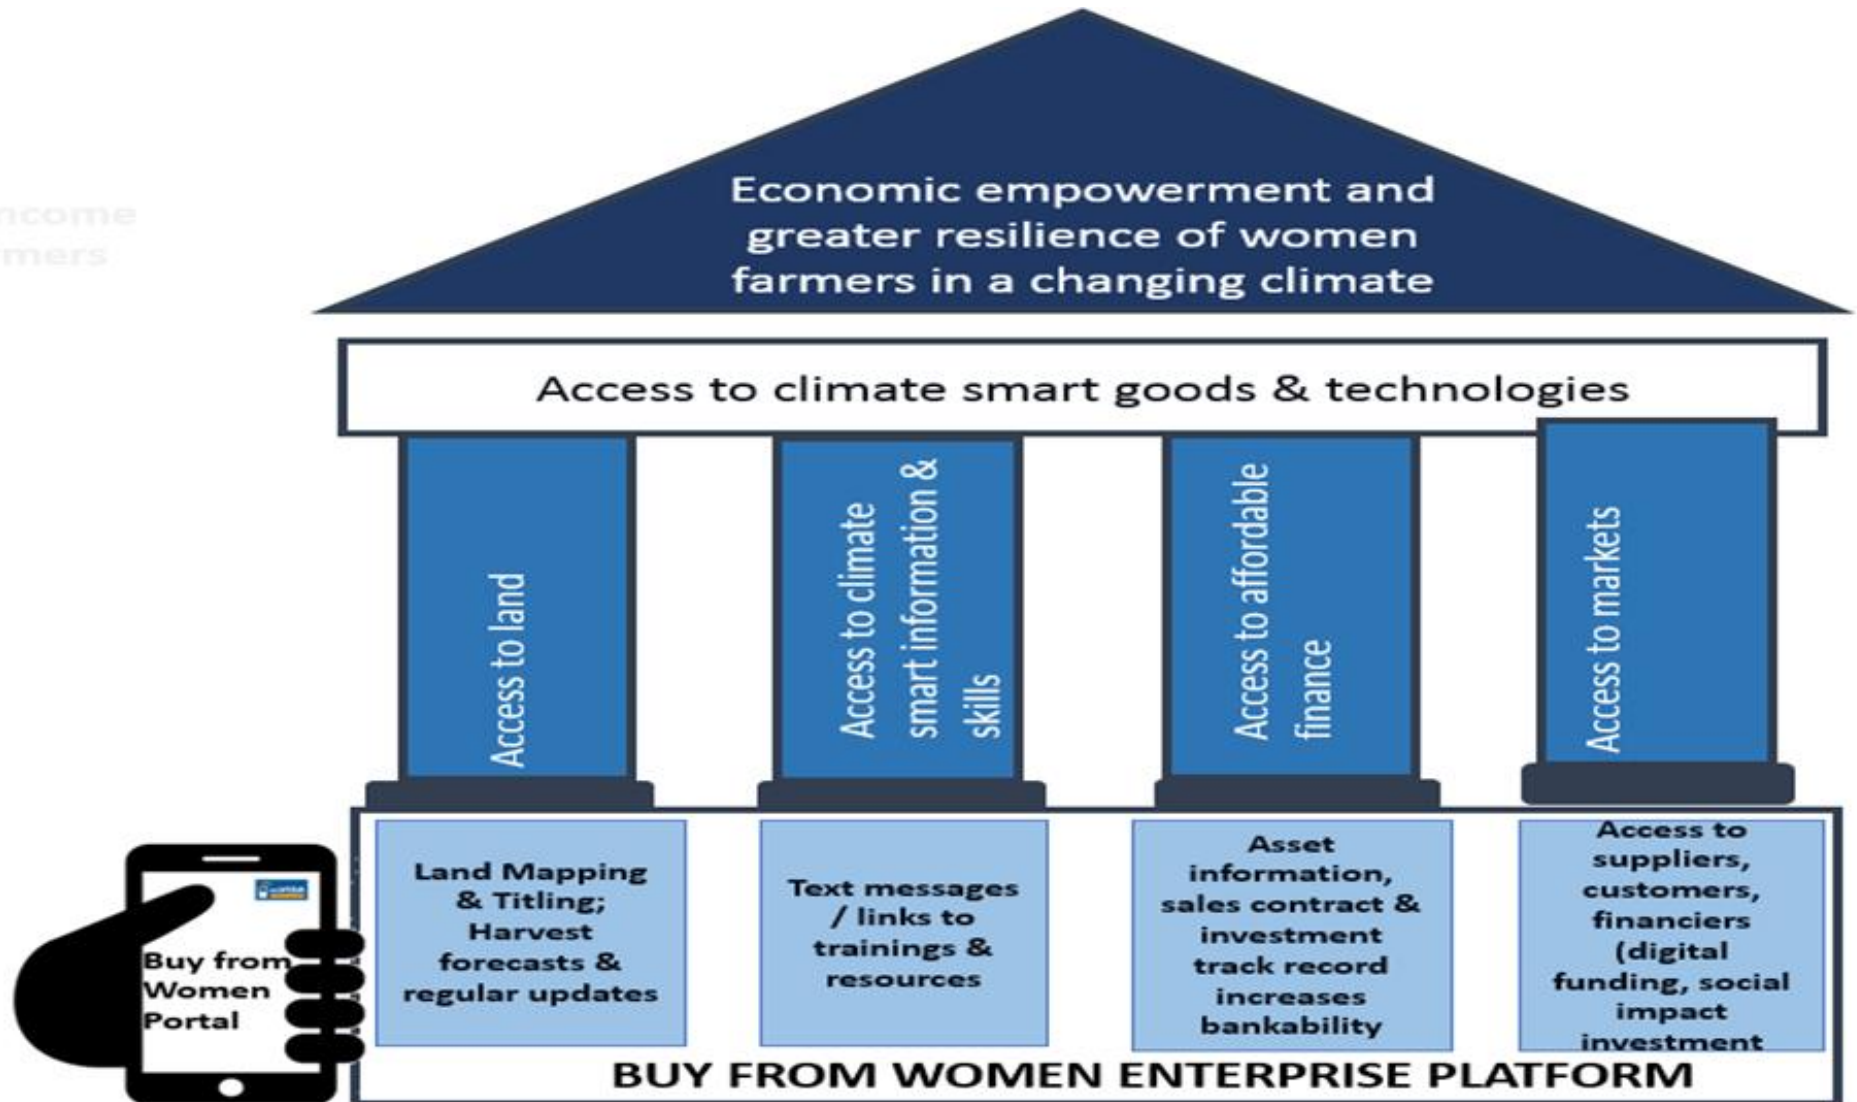 ncome
mers
Economic empowerment and
greater resilience of women
farmers in a changing climate
Access to climate smart goods & technologies
Access to land
Access to climate
smart information &
skills
Access to affordable
finance
Access to markets
Buy from
Women
Portal
Land Mapping
& Titling;
Harvest
forecasts &
regular updates
Text messages
/ links to
trainings &
resources
Asset
information,
sales contract &
investment
track record
increases
bankability
Access to
suppliers,
customers,
financiers
(digital
funding, social
impact
investment
BUY FROM WOMEN ENTERPRISE PLATFORM